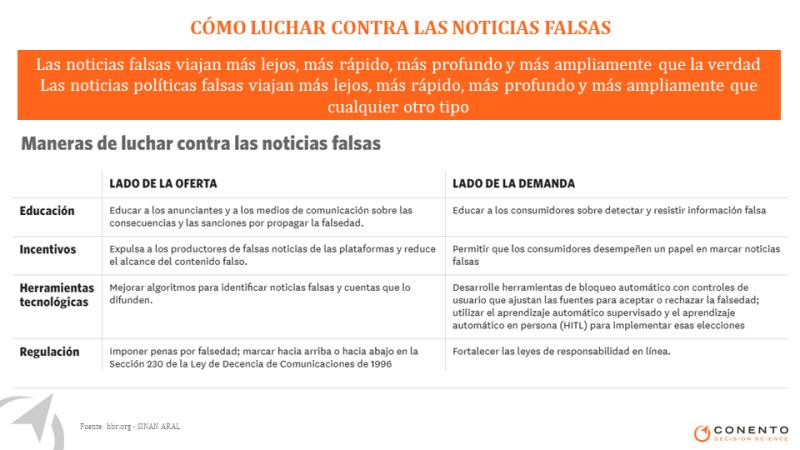 CÓMO LUCHAR CONTRA LAS NOTICIAS FALSAS
Las noticias falsas viajan más lejos, más rápido, más profundo y más ampliamente que la verdad
Las noticias políticas falsas viajan más lejos, más rápido, más profundo y más ampliamente que
cualquier otro tipo
Maneras de luchar contra las noticias falsas
LADO DE LA OFERTA
LADO DE LA DEMANDA
Educación
Educar a los anunciantes y a los medios de comunicación sobre las
consecuencias y las sanciones por propagar la falsedad.
Educar a los consumidores sobre detectar y resistir información falsa
Incentivos
Expulsa a los productores de falsas noticias de las plataformas y reduce
el alcance del contenido falso.
Permitir que los consumidores desempeñen un papel en marcar noticias
falsas
Herramientas
tecnológicas
Mejorar algoritmos para identificar noticias falsas y cuentas que lo
difunden.
Desarrolle herramientas de bloqueo automático con controles de
usuario que ajustan las fuentes para aceptar o rechazar la falsedad;
utilizar el aprendizaje automático supervisado y el aprendizaje
automático en persona (HITL) para implementar esas elecciones
Regulación
Imponer penas por falsedad; marcar hacia arriba o hacia abajo en la
Sección 230 de la Ley de Decencia de Comunicaciones de 1996
Fortalecer las leyes de responsabilidad en línea.
Fuente: hbr.org - SINAN ARAL
CONENTO
DECISION SCIENCE